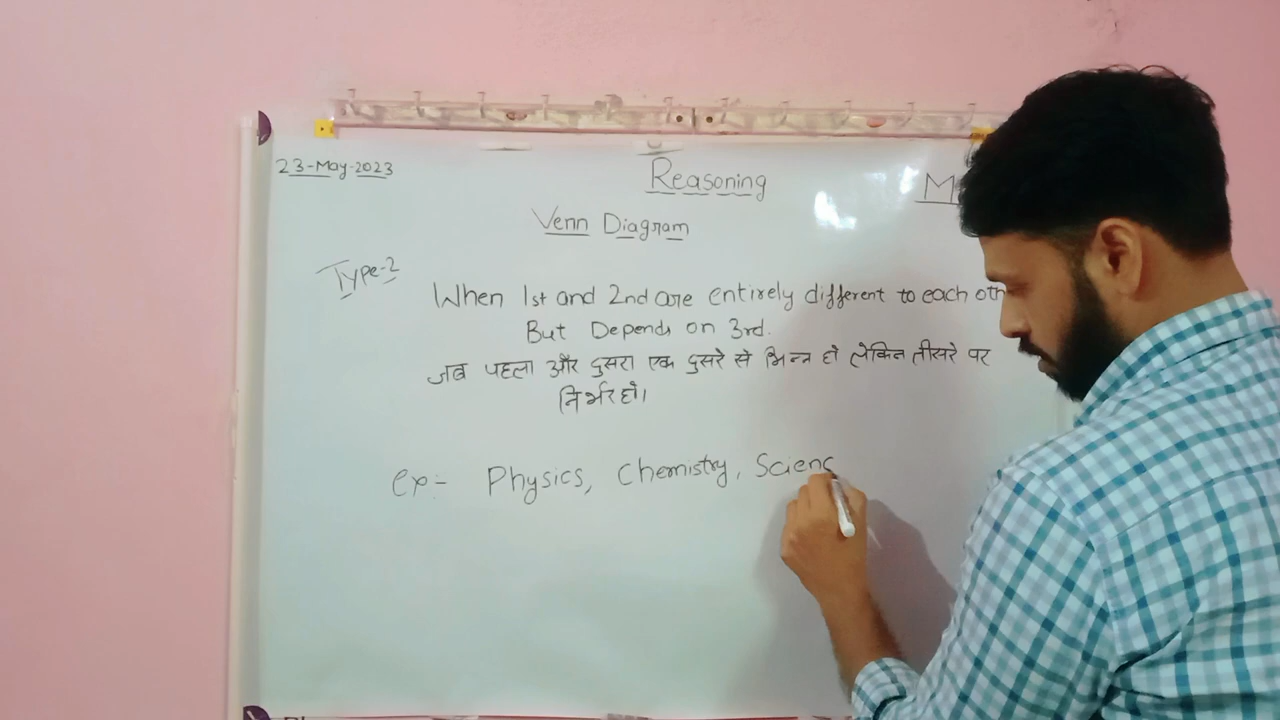 23-May-2023
Reasoning
M
Venn Diagram
Type-2
When 1st and 2nd are entirely different to each oth
But Depends on 3rd.
जब पहला और दुसरा एक दुसरे से भिन्न हो लेकिन तीसरे पर
निर्भर हो।
ex:- Physics, Chemistry, Scienc